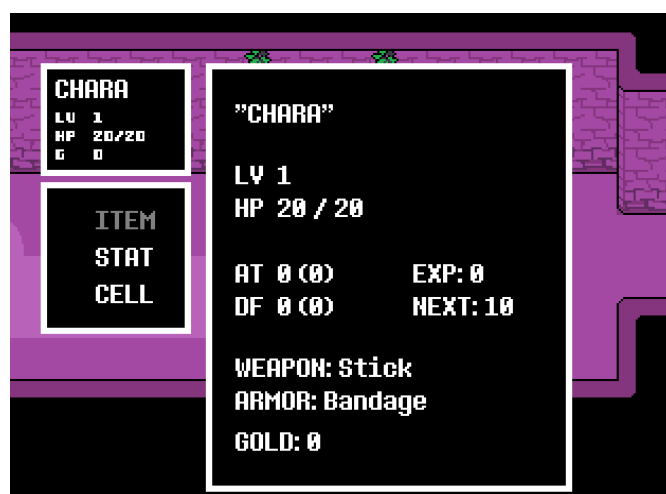 CHARA
LV 1
HP 20/20
G 0
ITEM
STAT
CELL
"CHARA"
LV 1
HP 20 / 20
AT 0 (0) EXP: 0
DF 0 (0) NEXT: 10
WEAPON: Stick
ARMOR: Bandage
GOLD: 0